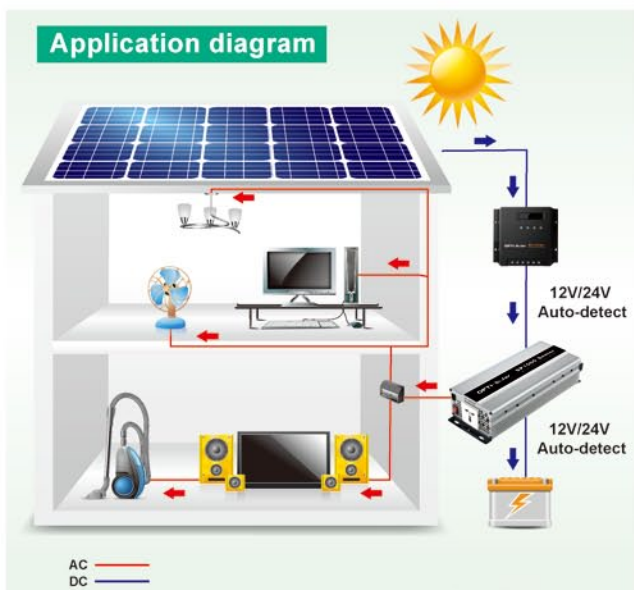 Application diagram
12V/24V
Auto-detect
12V/24V
Auto-detect
AC
DC